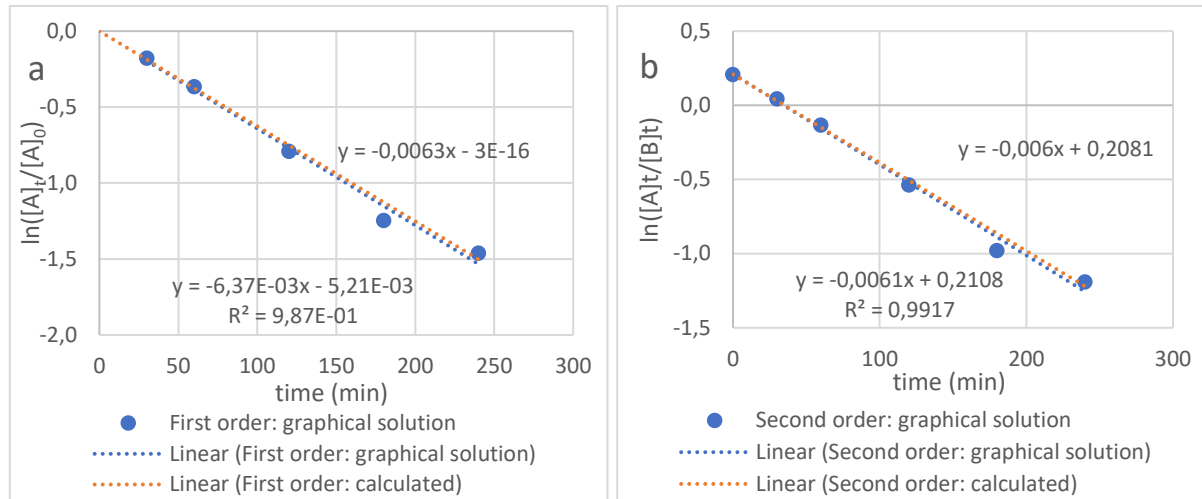 a
0,0
-0,5
-1,0
-1,5
-2,0
ln([A]t/[A]0)
y = -0,0063x - 3E-16
y = -6,37E-03x - 5,21E-03
R² = 9,87E-01
0 50 100 150 200 250 300
time (min)
First order: graphical solution
Linear (First order: graphical solution)
Linear (First order: calculated)
b
0,5
0,0
-0,5
-1,0
-1,5
ln([A]t/[B]t)
y = -0,006x + 0,2081
y = -0,0061x + 0,2108
R² = 0,9917
0 100 200 300
time (min)
Second order: graphical solution
Linear (Second order: graphical solution)
Linear (Second order: calculated)